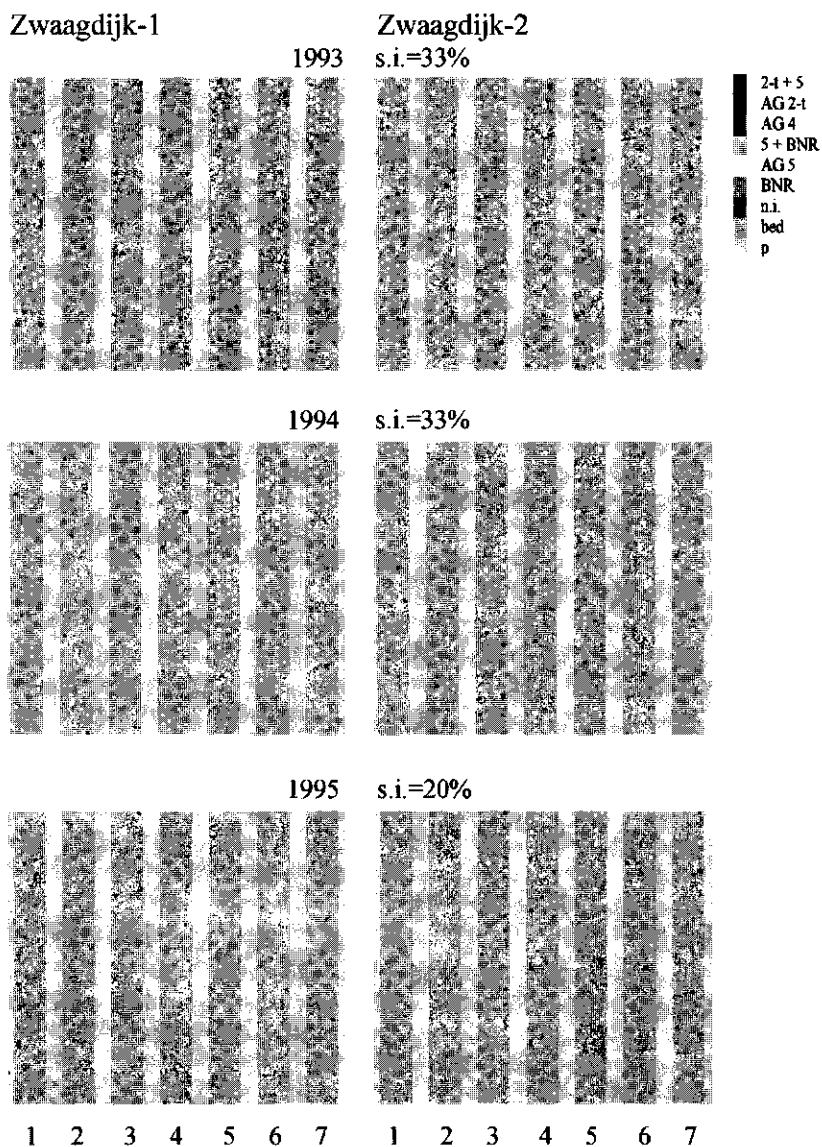 Zwaagdijk-1
Zwaagdijk-2
1993
s.i.=33%
2-t + 5
AG 2-t
AG 4
5 + BNR
AG 5
BNR
n.i.
bed
p
1994
s.i.=33%
1995
s.i.=20%
1 2 3 4 5 6 7
1 2 3 4 5 6 7